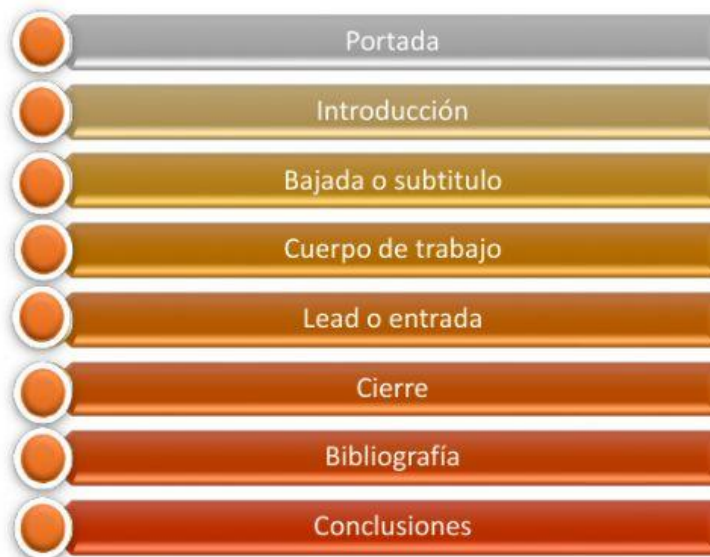 Portada
Introducción
Bajada o subtitulo
Cuerpo de trabajo
Lead o entrada
Cierre
Bibliografía
Conclusiones